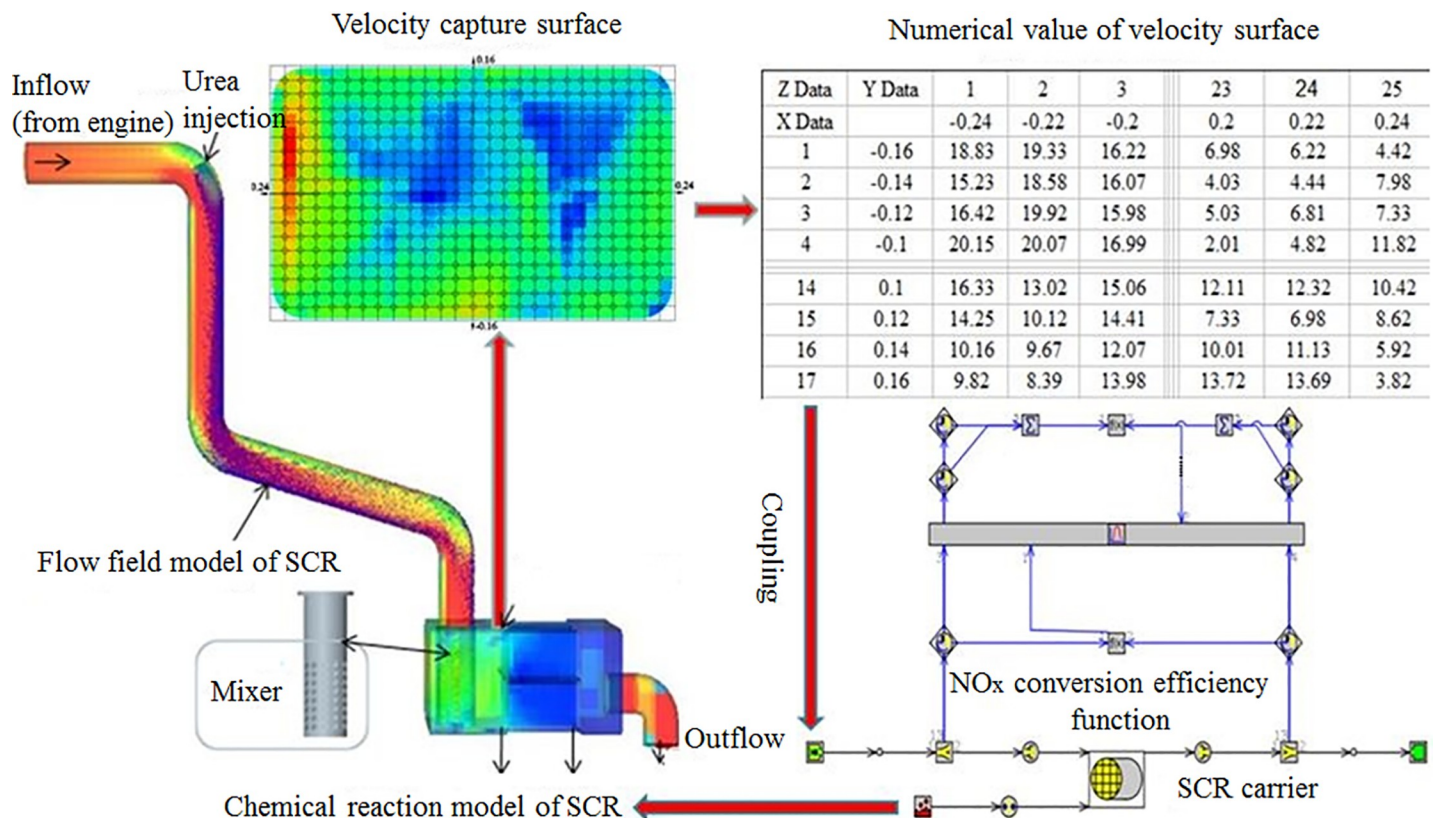 Velocity capture surface
Numerical value of velocity surface
Inflow
(from engine)
Urea
injection
0.16
0.24
0.24
-0.16
Z Data Y Data 1 2 3 23 24 25
X Data -0.24 -0.22 -0.2 0.2 0.22 0.24
1 -0.16 18.83 19.33 16.22 6.98 6.22 4.42
2 -0.14 15.23 18.58 16.07 4.03 4.44 7.98
3 -0.12 16.42 19.92 15.98 5.03 6.81 7.33
4 -0.1 20.15 20.07 16.99 2.01 4.82 11.82
14 0.1 16.33 13.02 15.06 12.11 12.32 10.42
15 0.12 14.25 10.12 14.41 7.33 6.98 8.62
16 0.14 10.16 9.67 12.07 10.01 11.13 5.92
17 0.16 9.82 8.39 13.98 13.72 13.69 3.82
Flow field model of SCR
Mixer
Outflow
Coupling
Σ
Σ
NOx conversion efficiency
function
SCR carrier
Chemical reaction model of SCR